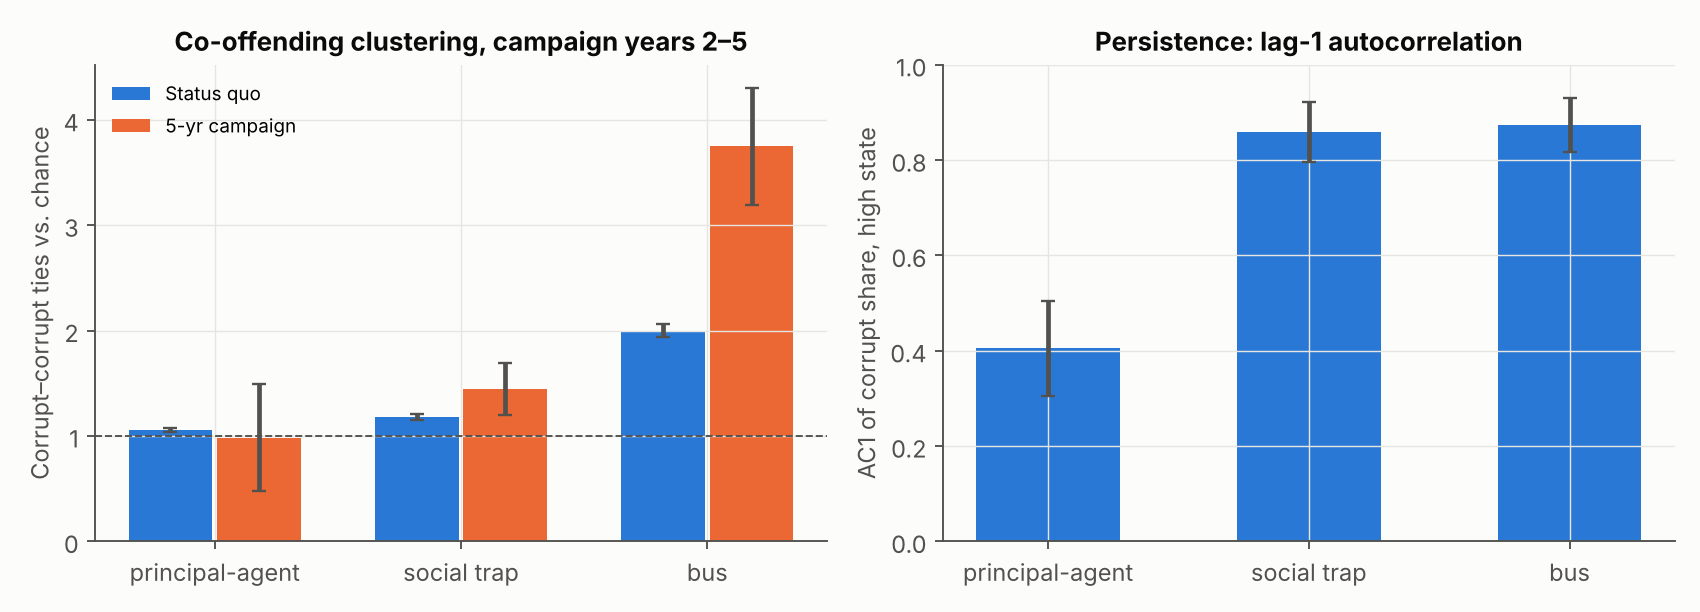 Co-offending clustering, campaign years 2–5
Corrupt–corrupt ties vs. chance
4
3
2
1
0
Status quo
5-yr campaign
principal-agent
social trap
bus
Persistence: lag-1 autocorrelation
AC1 of corrupt share, high state
1.0
0.8
0.6
0.4
0.2
0.0
principal-agent
social trap
bus